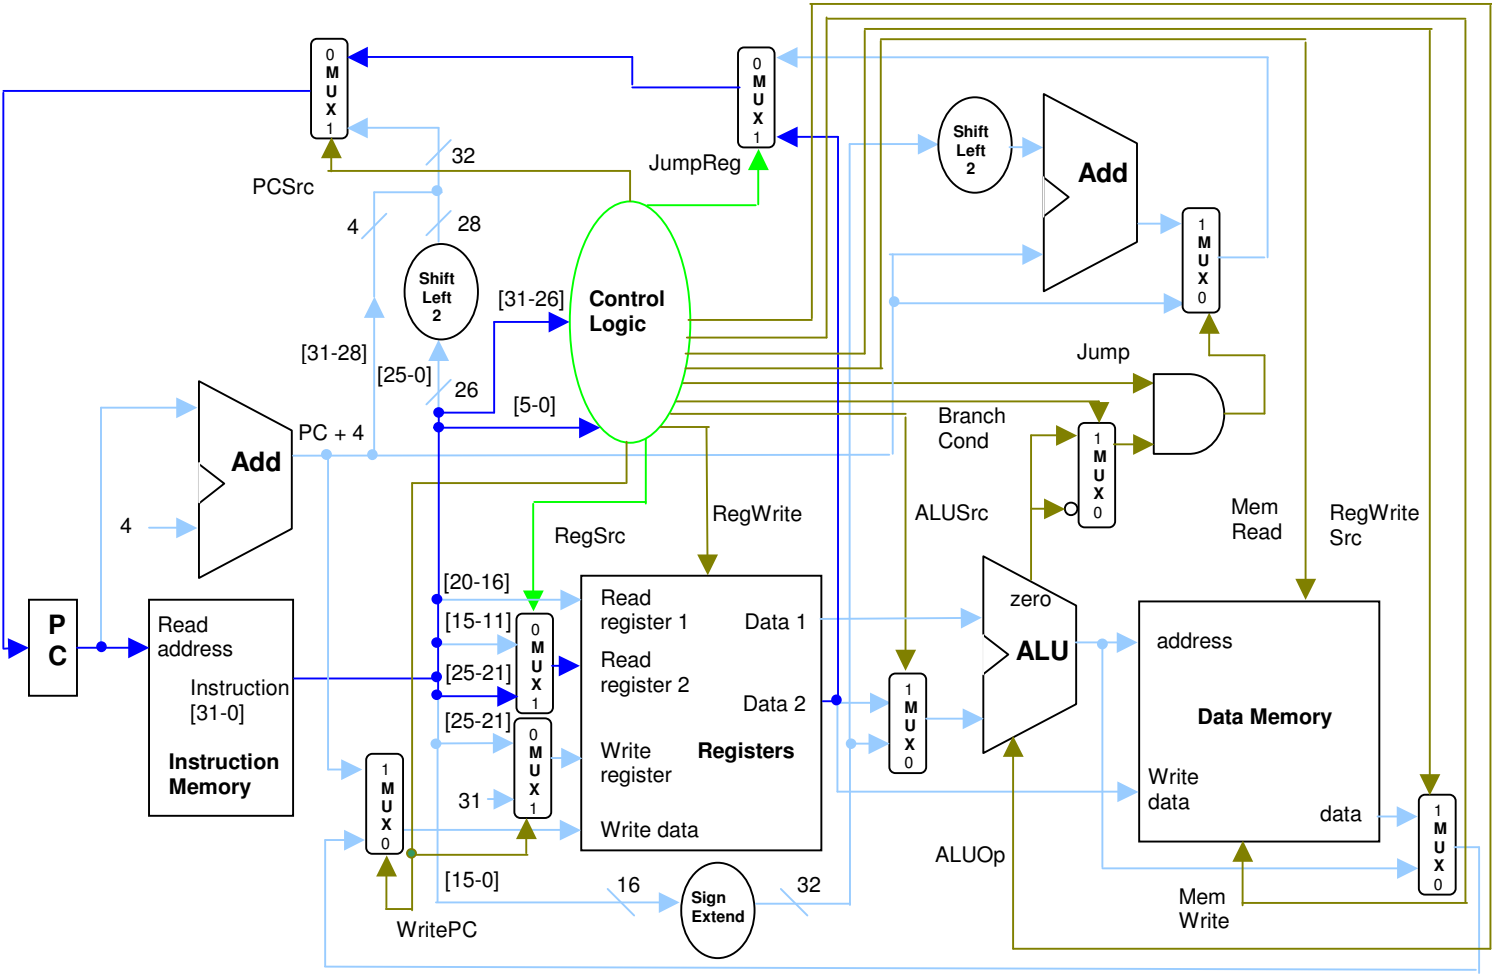 0
M
U
X
1
PCSrc
32
4
28
Shift
Left
2
[31-28]
[25-0]
26
[31-26]
[5-0]
Control
Logic
JumpReg
0
M
U
X
1
Shift
Left
2
Add
1
M
U
X
0
Jump
Branch
Cond
1
M
U
X
0
PC + 4
Add
4
RegSrc
RegWrite
ALUSrc
Mem
Read
RegWrite
Src
P
C
Read
address
Instruction
[31-0]
Instruction
Memory
[20-16]
[15-11]
[25-21]
[25-21]
31
0
M
U
X
1
0
M
U
X
1
Read
register 1
Read
register 2
Write
register
Write data
Data 1
Data 2
Registers
1
M
U
X
0
zero
ALU
address
Data Memory
Write
data
data
1
M
U
X
0
1
M
U
X
0
WritePC
[15-0]
16
Sign
Extend
32
ALUOp
Mem
Write